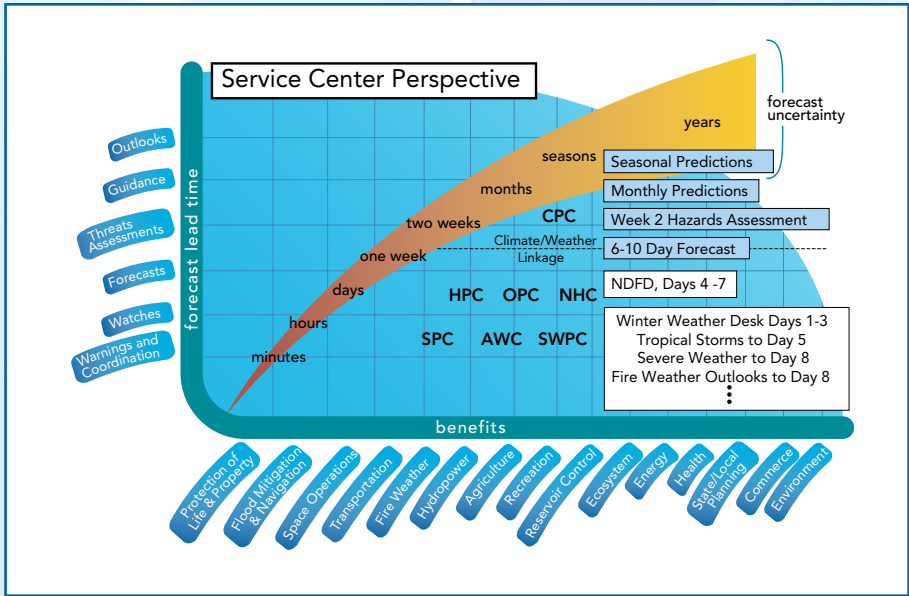 Service Center Perspective
forecast
uncertainty
years
seasons
months
two weeks
one week
days
hours
minutes
Seasonal Predictions
Monthly Predictions
CPC
Week 2 Hazards Assessment
Climate/Weather
Linkage
6-10 Day Forecast
NDFD, Days 4 -7
HPC OPC NHC
SPC AWC SWPC
Winter Weather Desk Days 1-3
Tropical Storms to Day 5
Severe Weather to Day 8
Fire Weather Outlooks to Day 8
forecast lead time
Outlooks
Guidance
Threats
Assessments
Forecasts
Watches
Warnings and
Coordination
benefits
Protection of
Life & Property
Flood Mitigation
& Navigation
Space Operations
Transportation
Fire Weather
Hydropower
Agriculture
Recreation
Reservoir Control
Ecosystem
Energy
Health
State/Local
Planning
Commerce
Environment